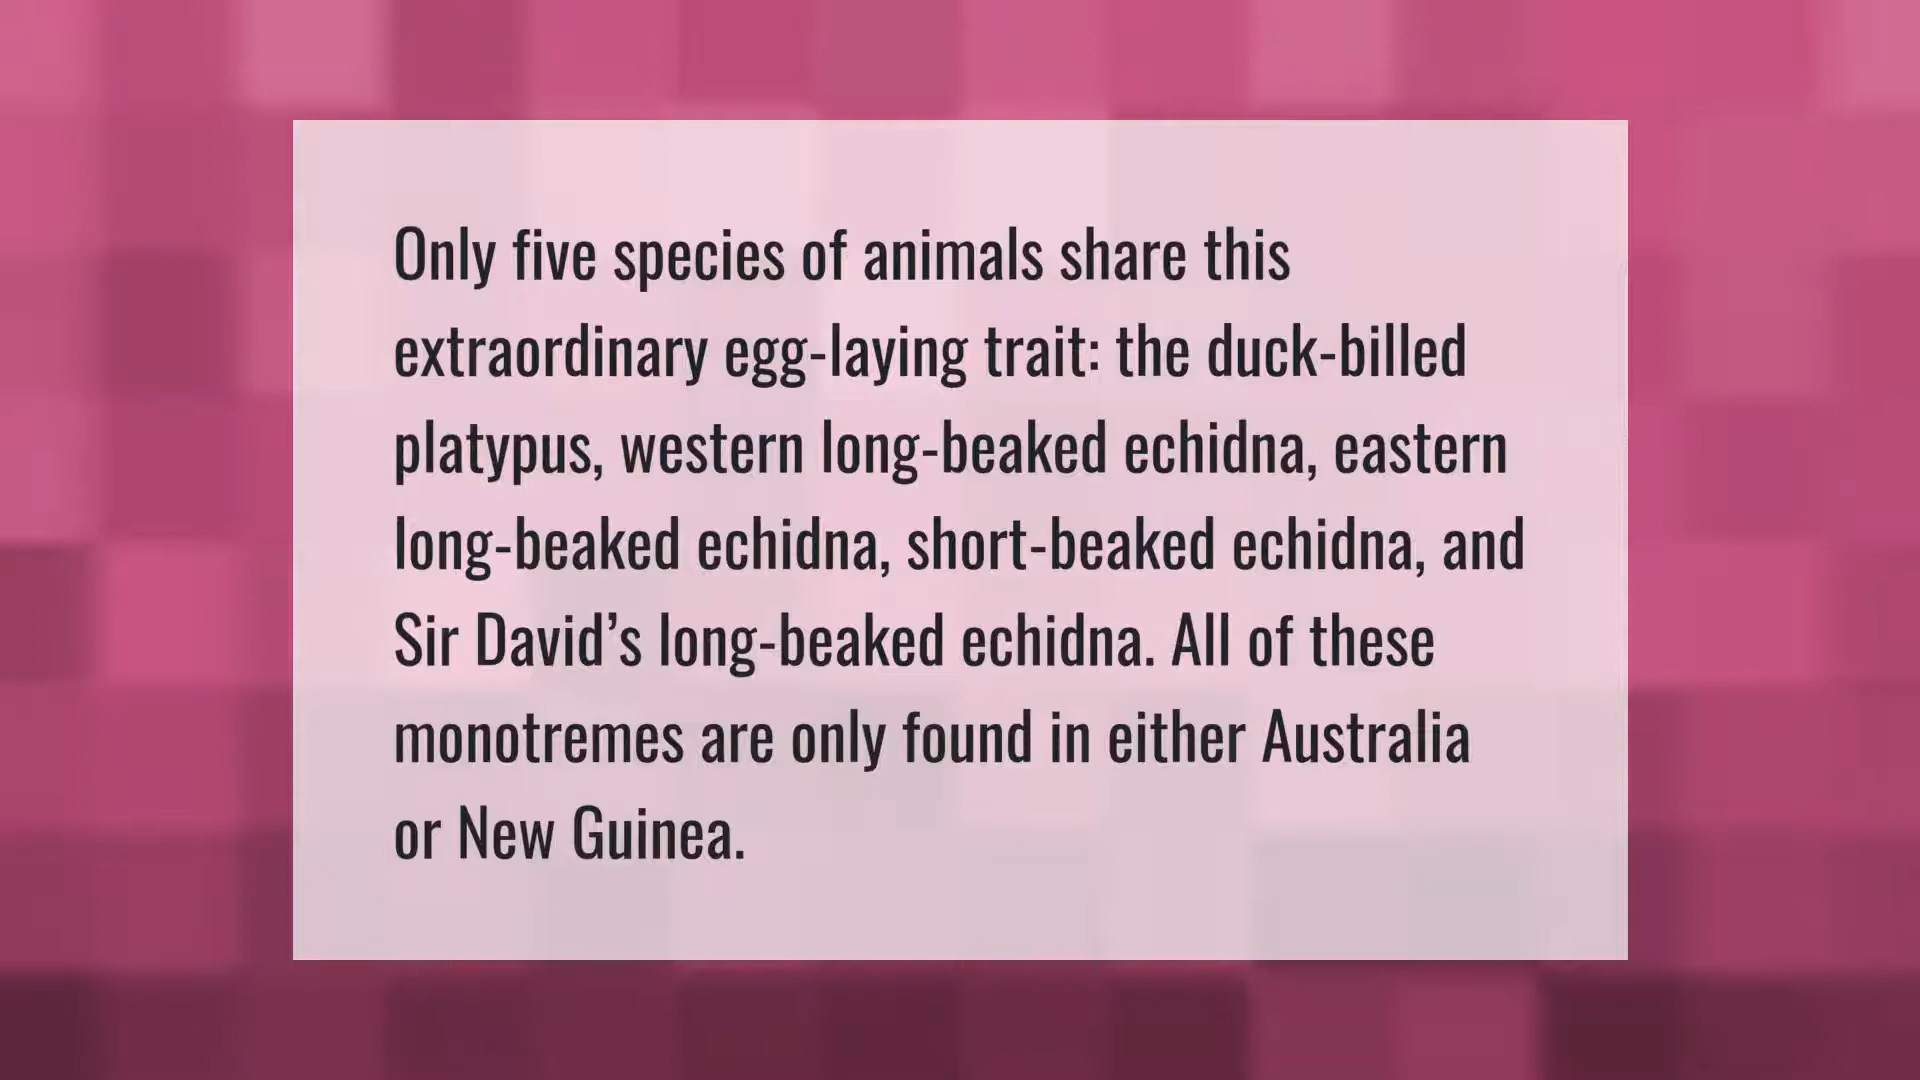 Only five species of animals share this
extraordinary egg-laying trait: the duck-billed
platypus, western long-beaked echidna, eastern
long-beaked echidna, short-beaked echidna, and
Sir David’s long-beaked echidna. All of these
monotremes are only found in either Australia
or New Guinea.